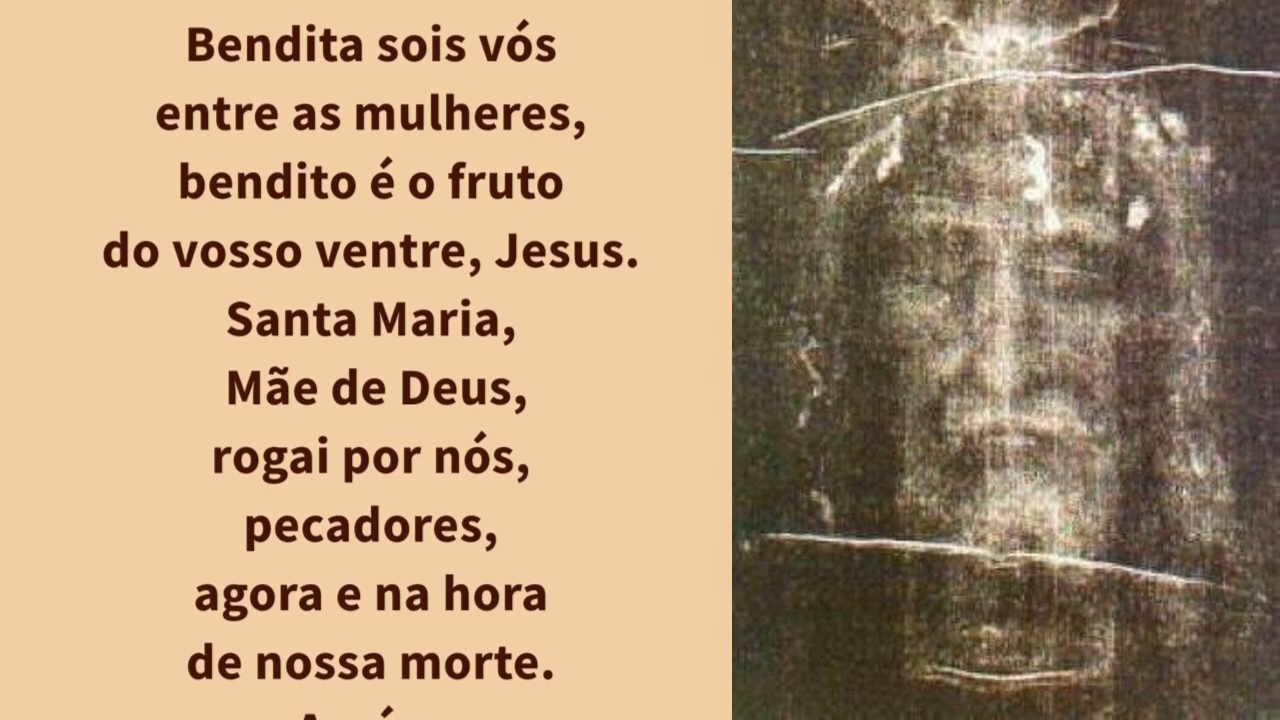 Bendita sois vós
entre as mulheres,
bendito é o fruto
do vosso ventre, Jesus.
Santa Maria,
Mãe de Deus,
rogai por nós,
pecadores,
agora e na hora
de nossa morte.